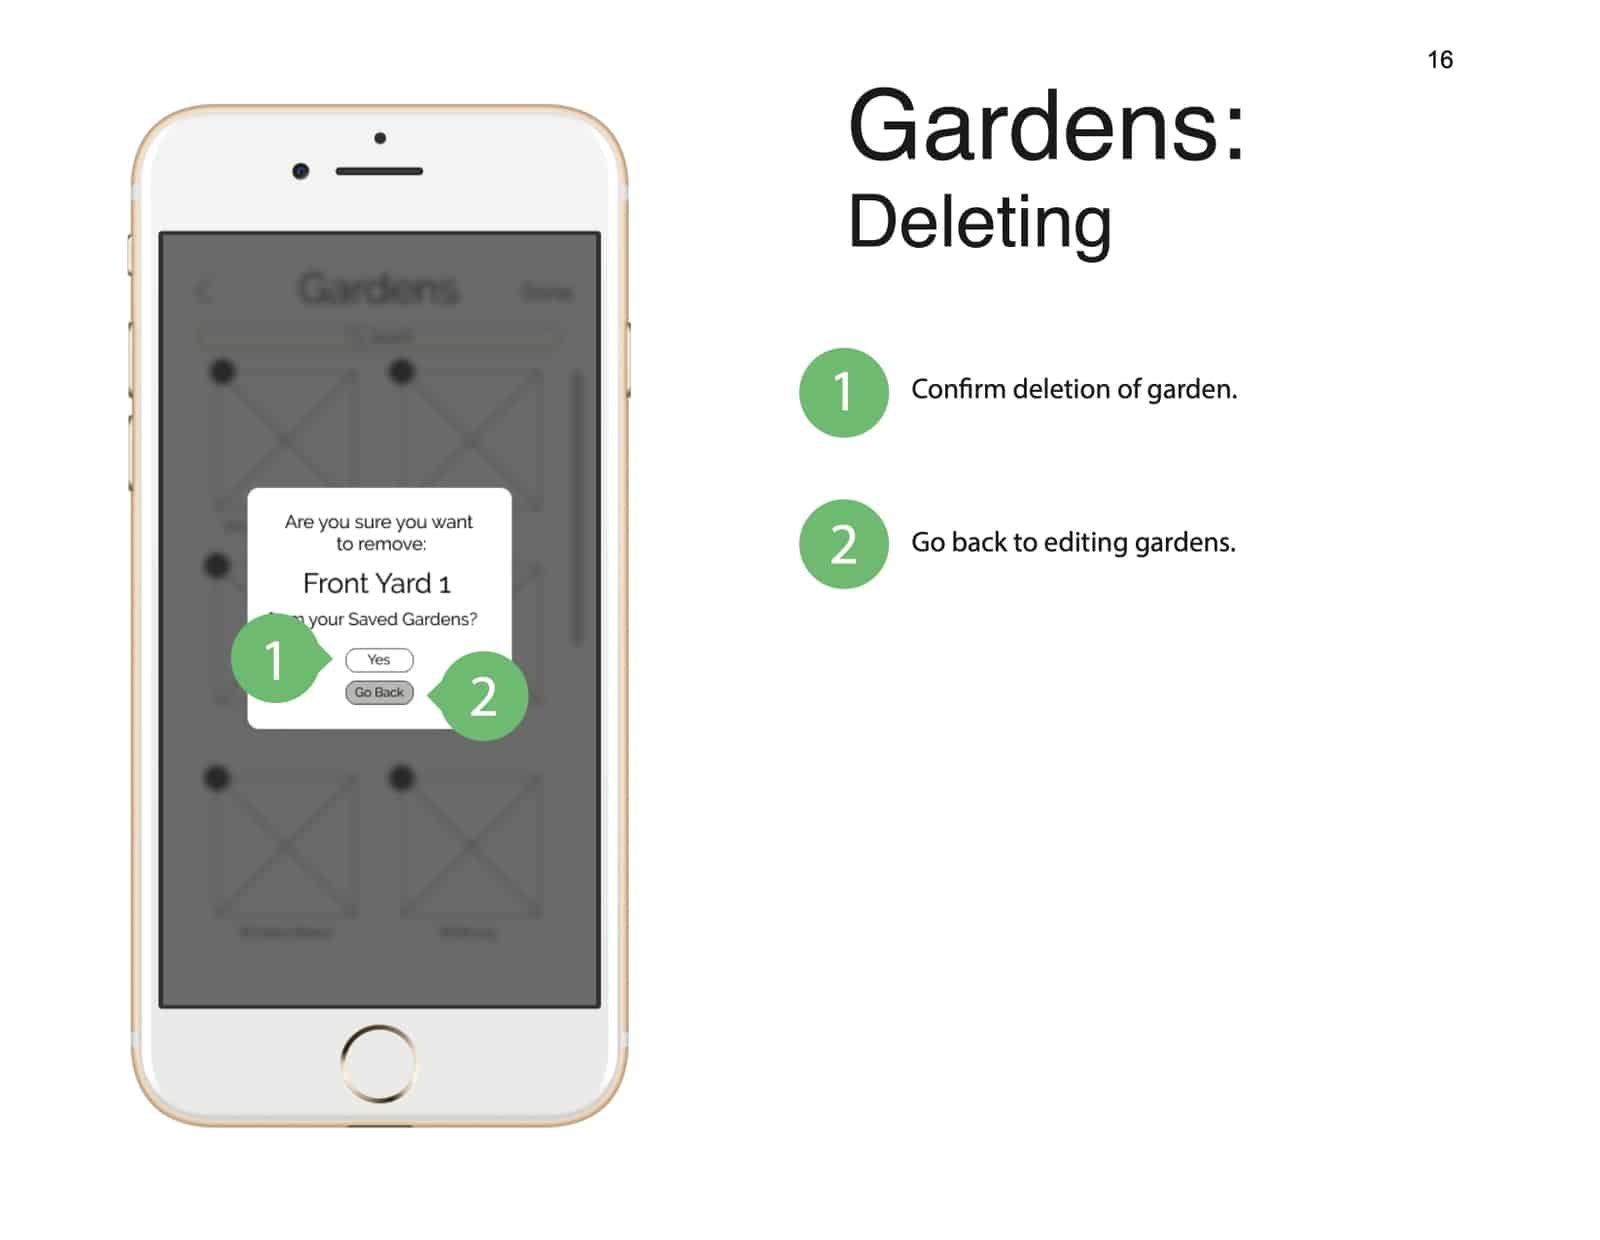 16
Gardens:
Deleting
1 Confirm deletion of garden.
2 Go back to editing gardens.
Gardens
Done
Search
Are you sure you want
to remove:
Front Yard 1
your Saved Gardens?
1
Yes
Go Back
2